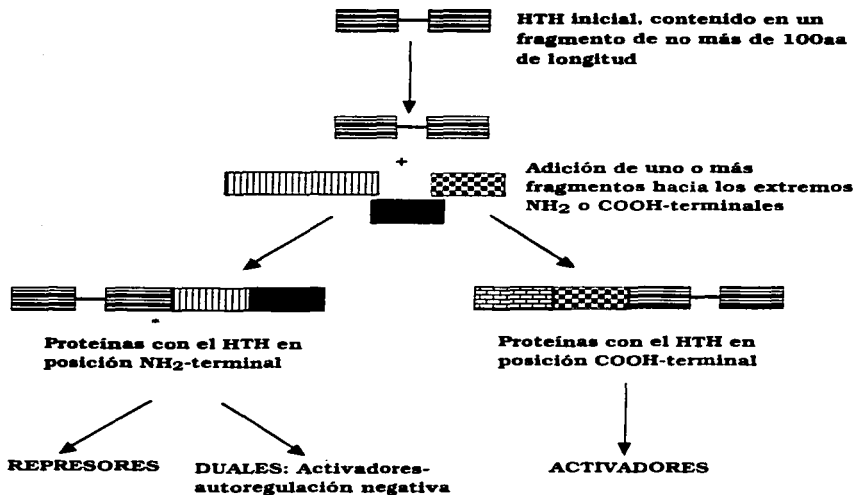 HTH inicial, contenido en un
fragmento de no más de 100aa
de longitud
+
Adición de uno o más
fragmentos hacia los extremos
NH2 o COOH-terminales
Proteínas con el HTH en
posición NH2-terminal
Proteínas con el HTH en
posición COOH-terminal
REPRESORES
DUALES: Activadores-
autoregulación negativa
ACTIVADORES